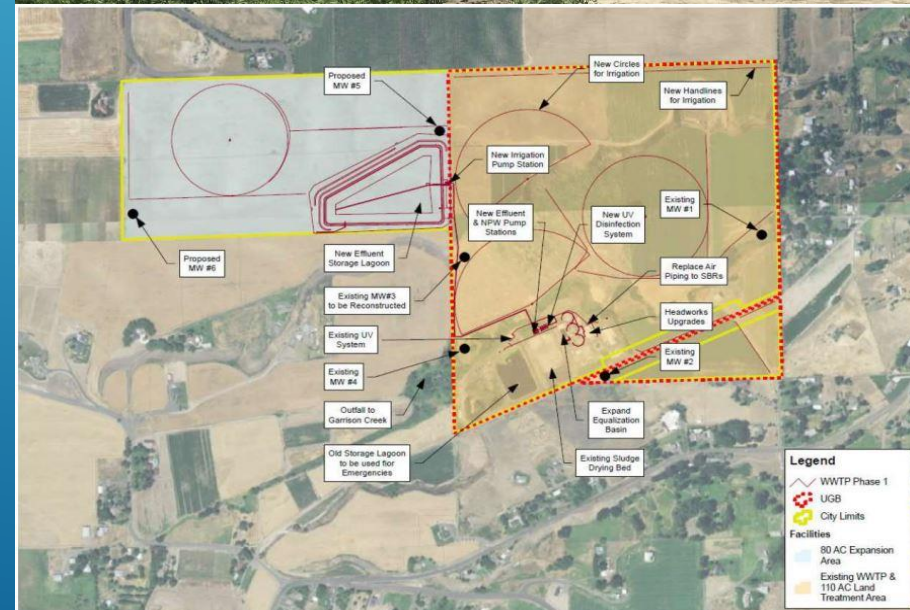 Proposed
MW #5
New Circles
for Irrigation
New Handlines
for Irrigation
New Irrigation
Pump Station
New Effluent
& NPW Pump
Stations
New UV
Disinfection
System
Existing
MW #1
Proposed
MW #6
New Effluent
Storage Lagoon
Replace Air
Piping to SBRs
Existing MW#3
to be Reconstructed
Headworks
Upgrades
Existing UV
System
Existing
MW #4
Existing
MW #2
Outfall to
Garrison Creek
Expand
Equalization
Basin
Old Storage Lagoon
to be used fior
Emergencies
Existing Sludge
Drying Bed
Legend
WWTP Phase 1
UGB
City Limits
Facilities
80 AC Expansion
Area
Existing WWTP &
110 AC Land
Treatment Area